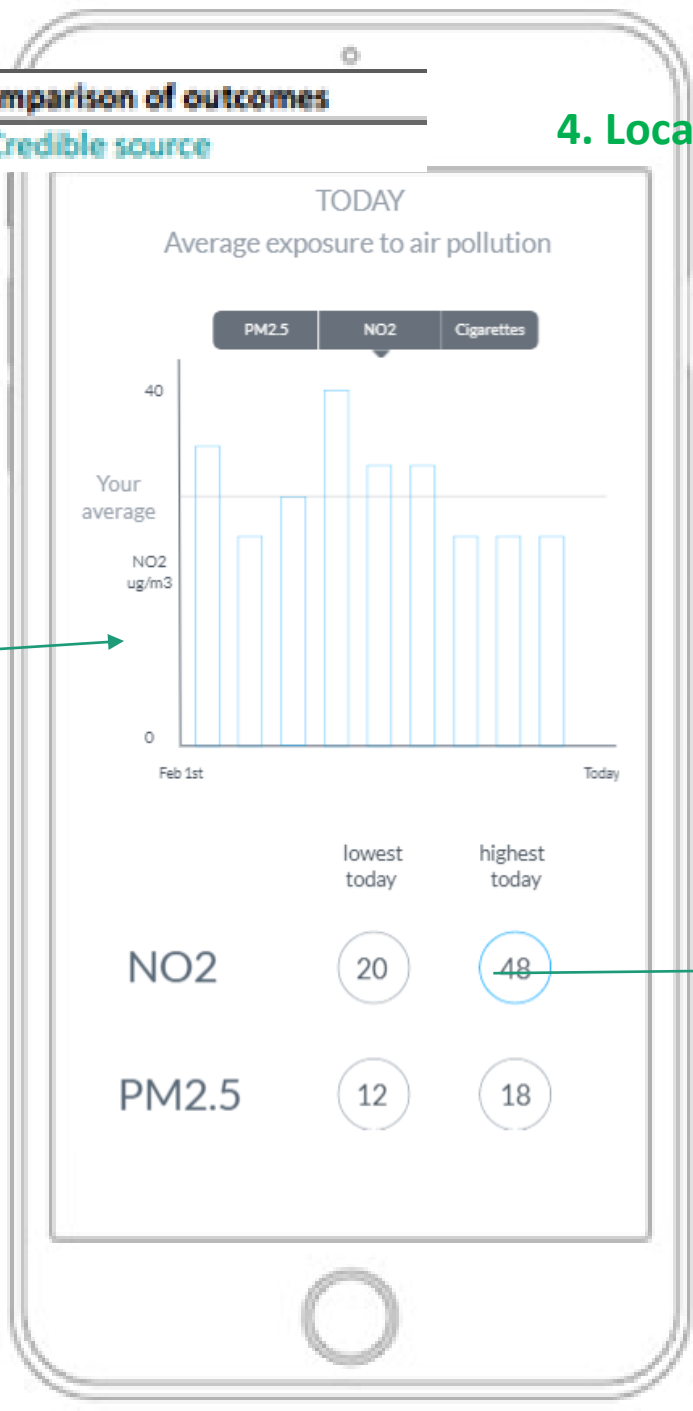 mparison of outcomes
Credible source
4. Loca
TODAY
Average exposure to air pollution
PM2.5 NO2 Cigarettes
40
Your
average
NO2
ug/m3
0
Feb 1st Today
lowest highest
today today
NO2 20 48
PM2.5 12 18